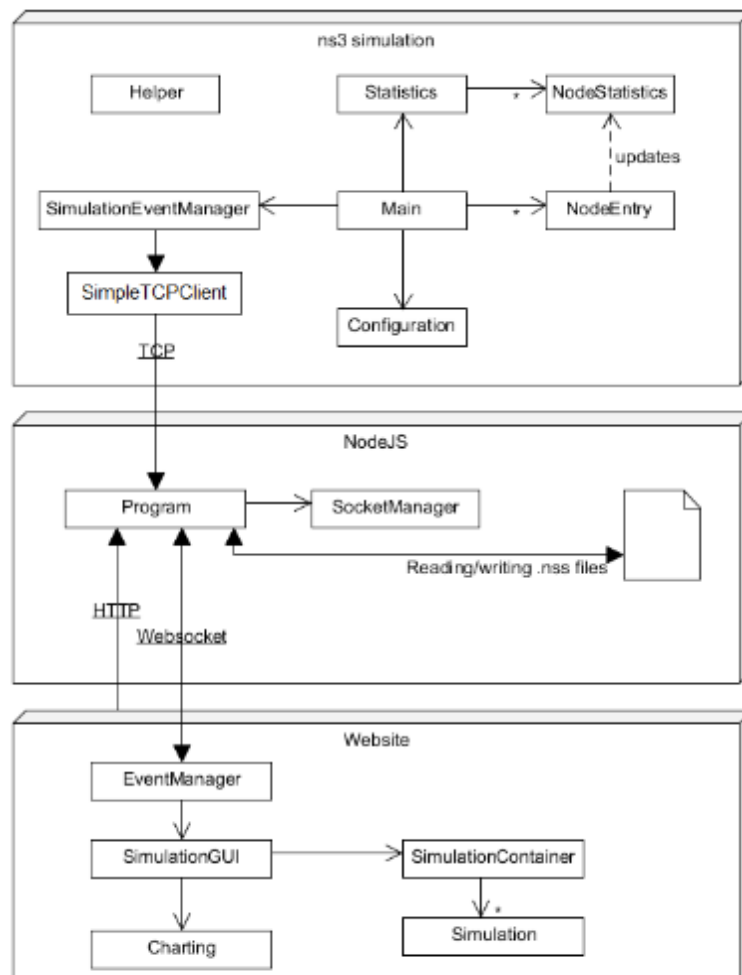 ns3 simulation
Helper
Statistics
*
NodeStatistics
updates
SimulationEventManager
Main
*
NodeEntry
SimpleTCPClient
Configuration
TCP
NodeJS
Program
SocketManager
Reading/writing .nss files
HTTP
Websocket
Website
EventManager
SimulationGUI
SimulationContainer
*
Charting
Simulation